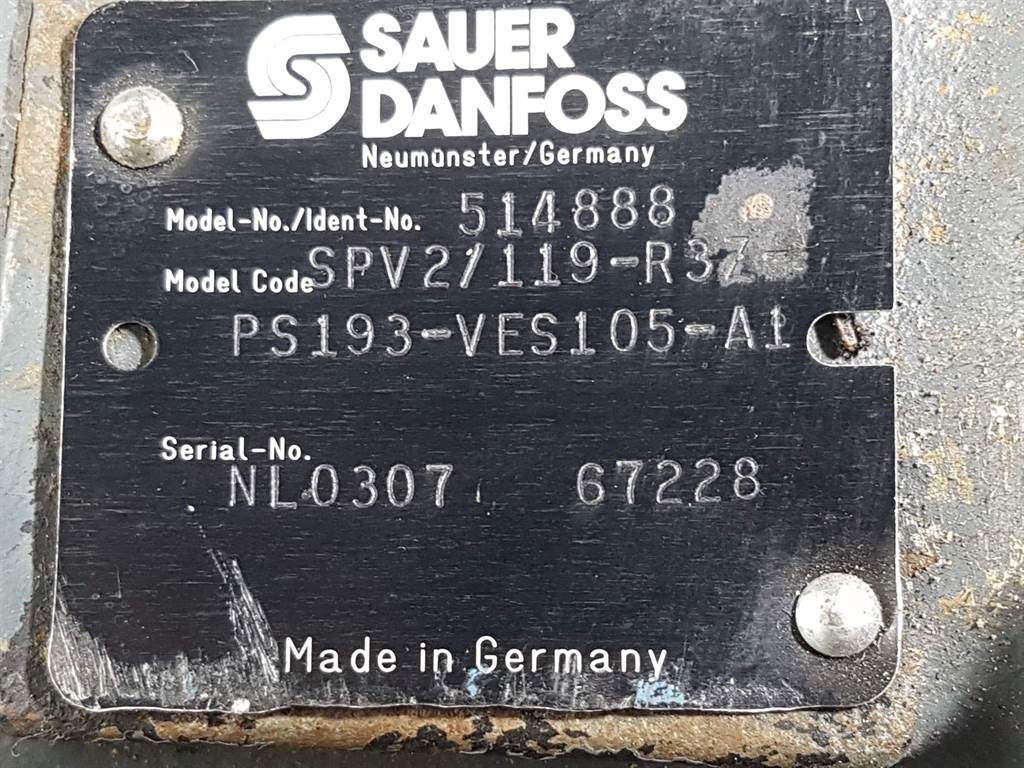 SAUER
DANFOSS
Neumünster/Germany
Model-No./Ident-No. 514888
Model Code SPV2/119-R3Z-
PS193-VES105-A1
Serial-No.
NL0307 67228
Made in Germany